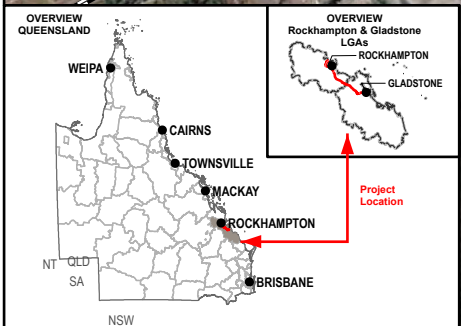 OVERVIEW
QUEENSLAND
WEIPA
CAIRNS
TOWNSVILLE
MACKAY
ROCKHAMPTON
BRISBANE
NT
QLD
SA
NSW
OVERVIEW
Rockhampton & Gladstone
LGAs
ROCKHAMPTON
GLADSTONE
Project
Location